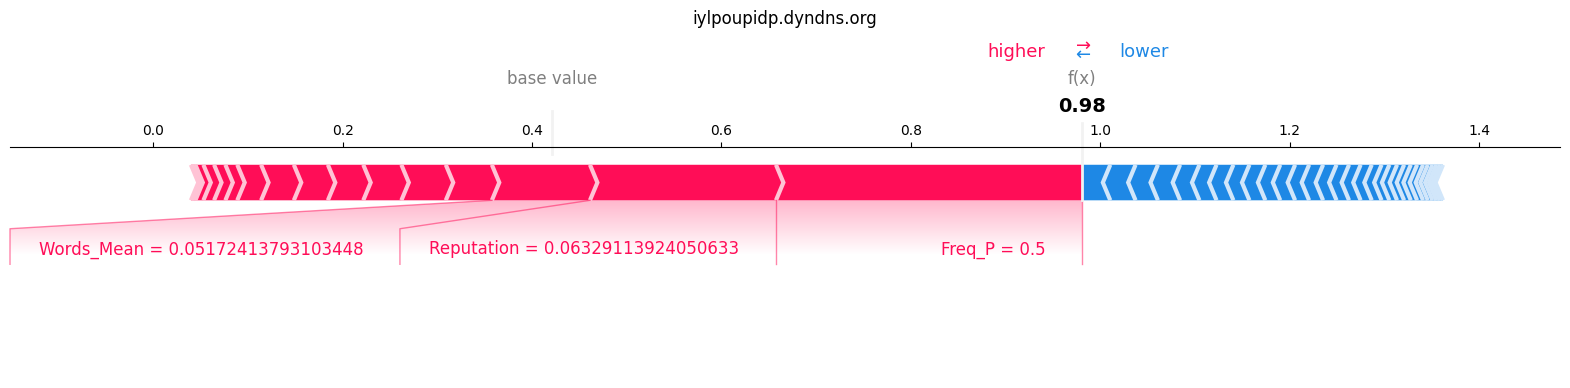 iylpoupidp.dyndns.org
higher ⇄ lower
base value f(x)
0.98
0.0 0.2 0.4 0.6 0.8 1.0 1.2 1.4
Words_Mean = 0.05172413793103448 Reputation = 0.06329113924050633 Freq_P = 0.5